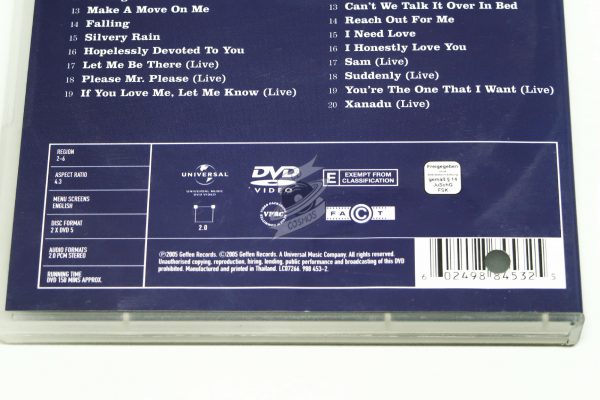 13 Make A Move On Me
14 Falling
15 Silvery Rain
16 Hopelessly Devoted To You
17 Let Me Be There (Live)
18 Please Mr. Please (Live)
19 If You Love Me, Let Me Know (Live)
13 Can't We Talk It Over In Bed
14 Reach Out For Me
15 I Need Love
16 I Honestly Love You
17 Sam (Live)
18 Suddenly (Live)
19 You're The One That I Want (Live)
20 Xanadu (Live)
REGION
2-6
ASPECT RATIO
4.3
MENU SCREENS
ENGLISH
DISC FORMAT
2 X DVD 5
AUDIO FORMATS
2.0 PCM STEREO
RUNNING TIME
DVD 150 MINS APPROX.
UNIVERSAL
DVD
VIDEO
E EXEMPT FROM
CLASSIFICATION
Freigegeben
gemäß § 14
JuSchG
FSK
2.0
COSMOS
FACT
℗2005 Geffen Records. ©2005 Geffen Records. A Universal Music Company. All rights reserved.
Unauthorised copying, reproduction, hiring, lending, public performance and broadcasting of this DVD
prohibited. Manufactured and printed in Thailand. LC07266. 988 453-2.
6 02498 84532 5